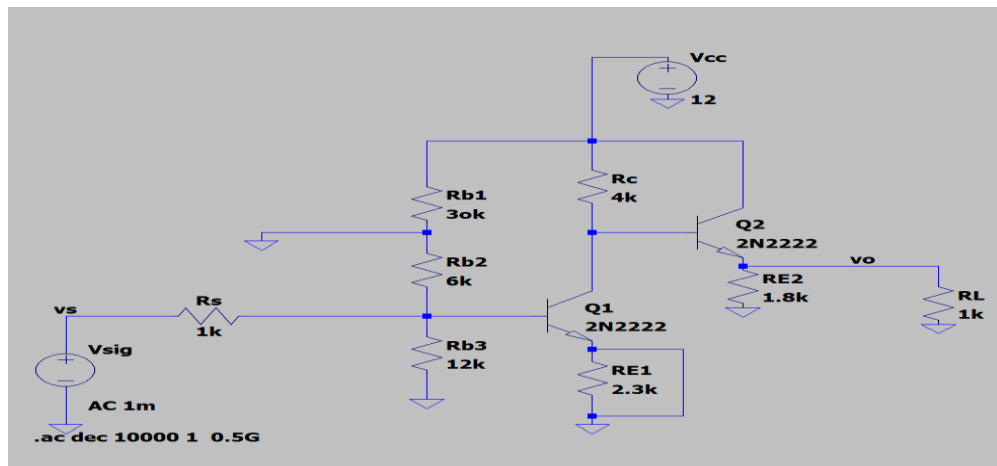 Vcc
12
Rb1
3ok
Rc
4k
Q2
2N2222
vo
RE2
1.8k
RL
1k
Rb2
6k
vs
Rs
1k
Q1
2N2222
Vsig
Rb3
12k
RE1
2.3k
AC 1m
.ac dec 10000 1 0.5G